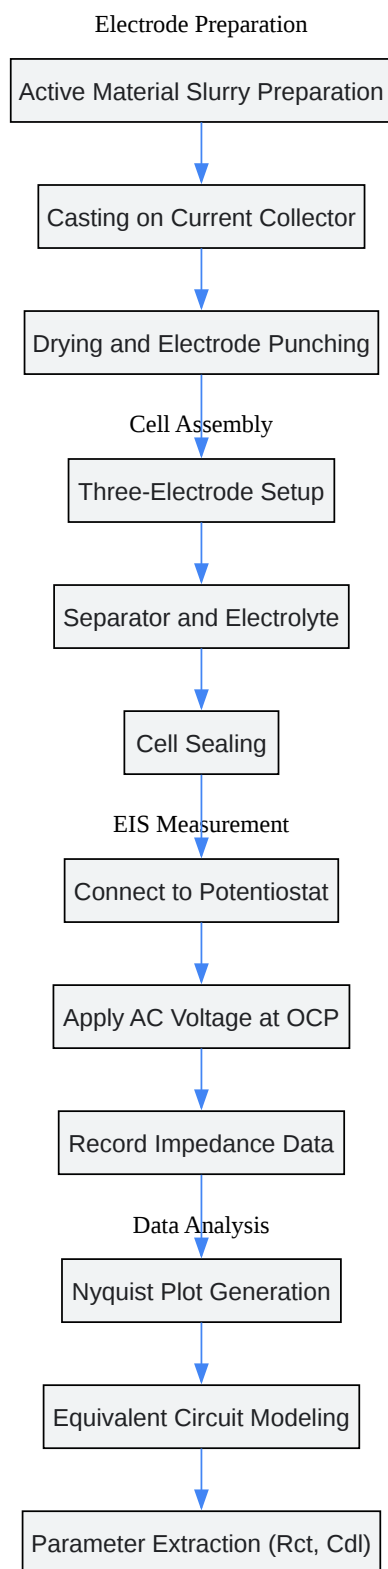 Electrode Preparation
Active Material Slurry Preparation
Casting on Current Collector
Drying and Electrode Punching
Cell Assembly
Three-Electrode Setup
Separator and Electrolyte
Cell Sealing
EIS Measurement
Connect to Potentiostat
Apply AC Voltage at OCP
Record Impedance Data
Data Analysis
Nyquist Plot Generation
Equivalent Circuit Modeling
Parameter Extraction (Rct, Cdl)